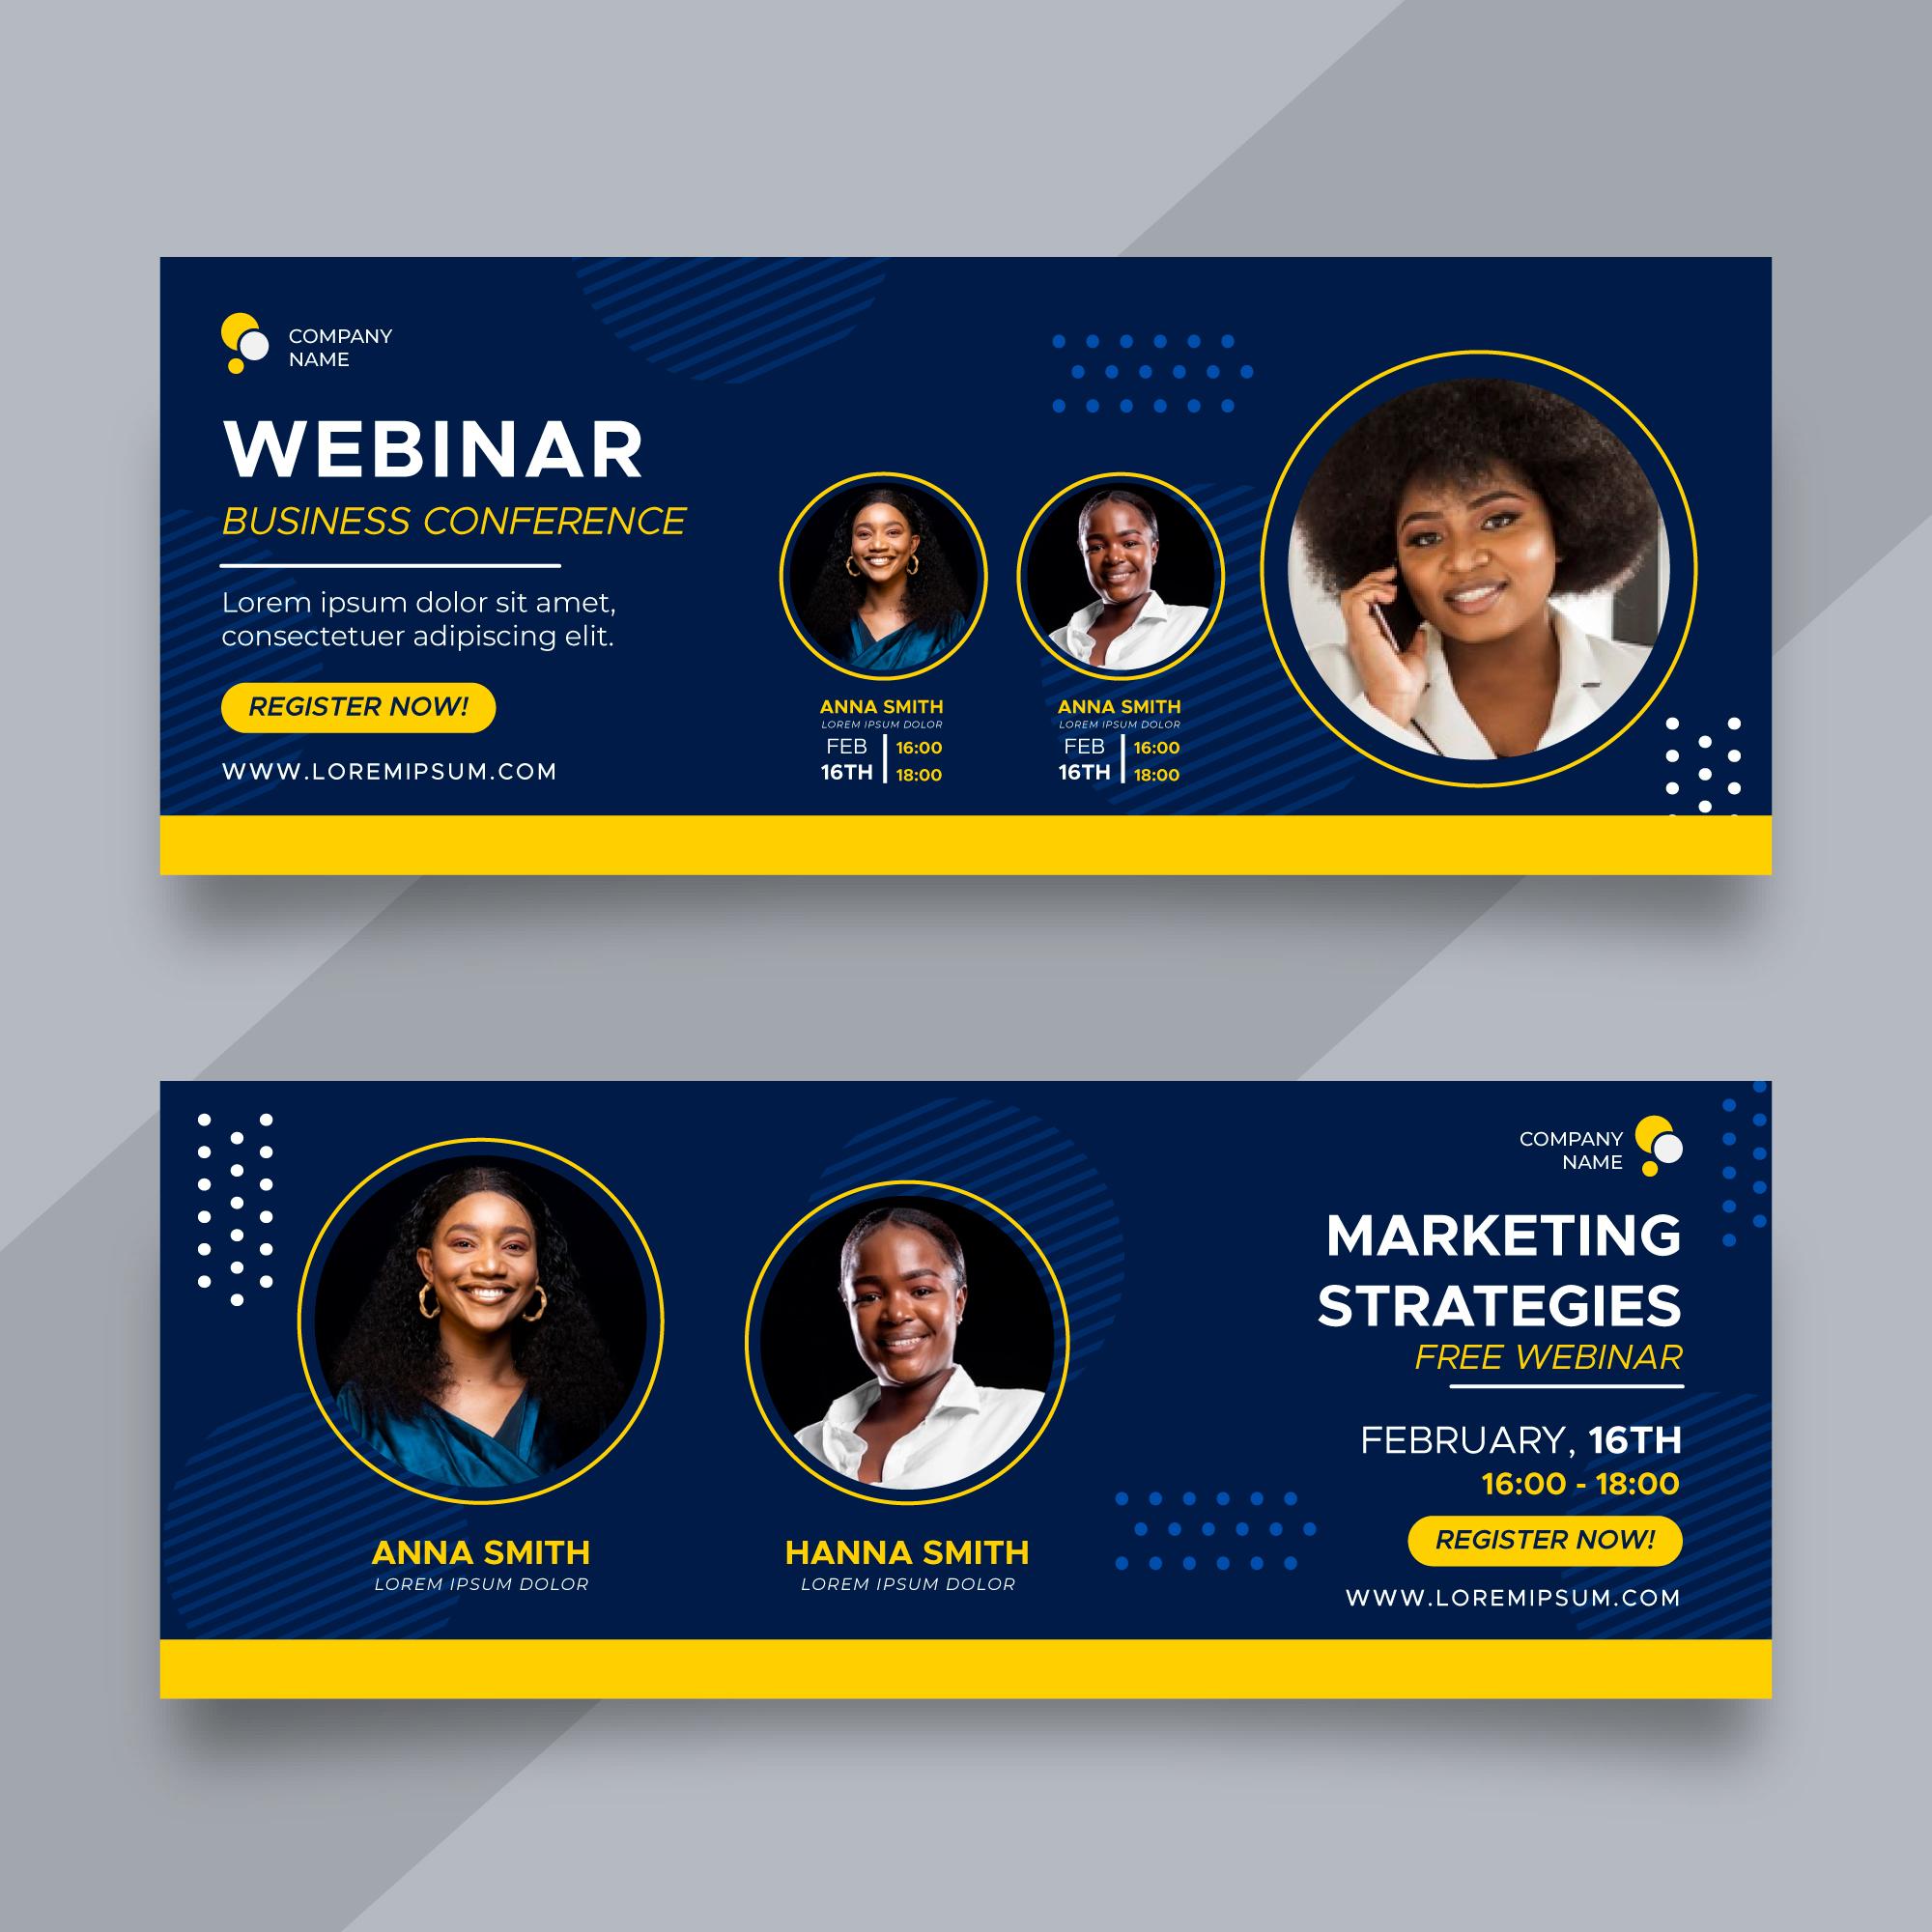 COMPANY
NAME
WEBINAR
BUSINESS CONFERENCE
Lorem ipsum dolor sit amet,
consectetuer adipiscing elit.
REGISTER NOW!
WWW.LOREMIPSUM.COM
ANNA SMITH
LOREM IPSUM DOLOR
FEB 16:00
16TH 18:00
ANNA SMITH
LOREM IPSUM DOLOR
FEB 16:00
16TH 18:00
ANNA SMITH
LOREM IPSUM DOLOR
HANNA SMITH
LOREM IPSUM DOLOR
COMPANY
NAME
MARKETING
STRATEGIES
FREE WEBINAR
FEBRUARY, 16TH
16:00 - 18:00
REGISTER NOW!
WWW.LOREMIPSUM.COM